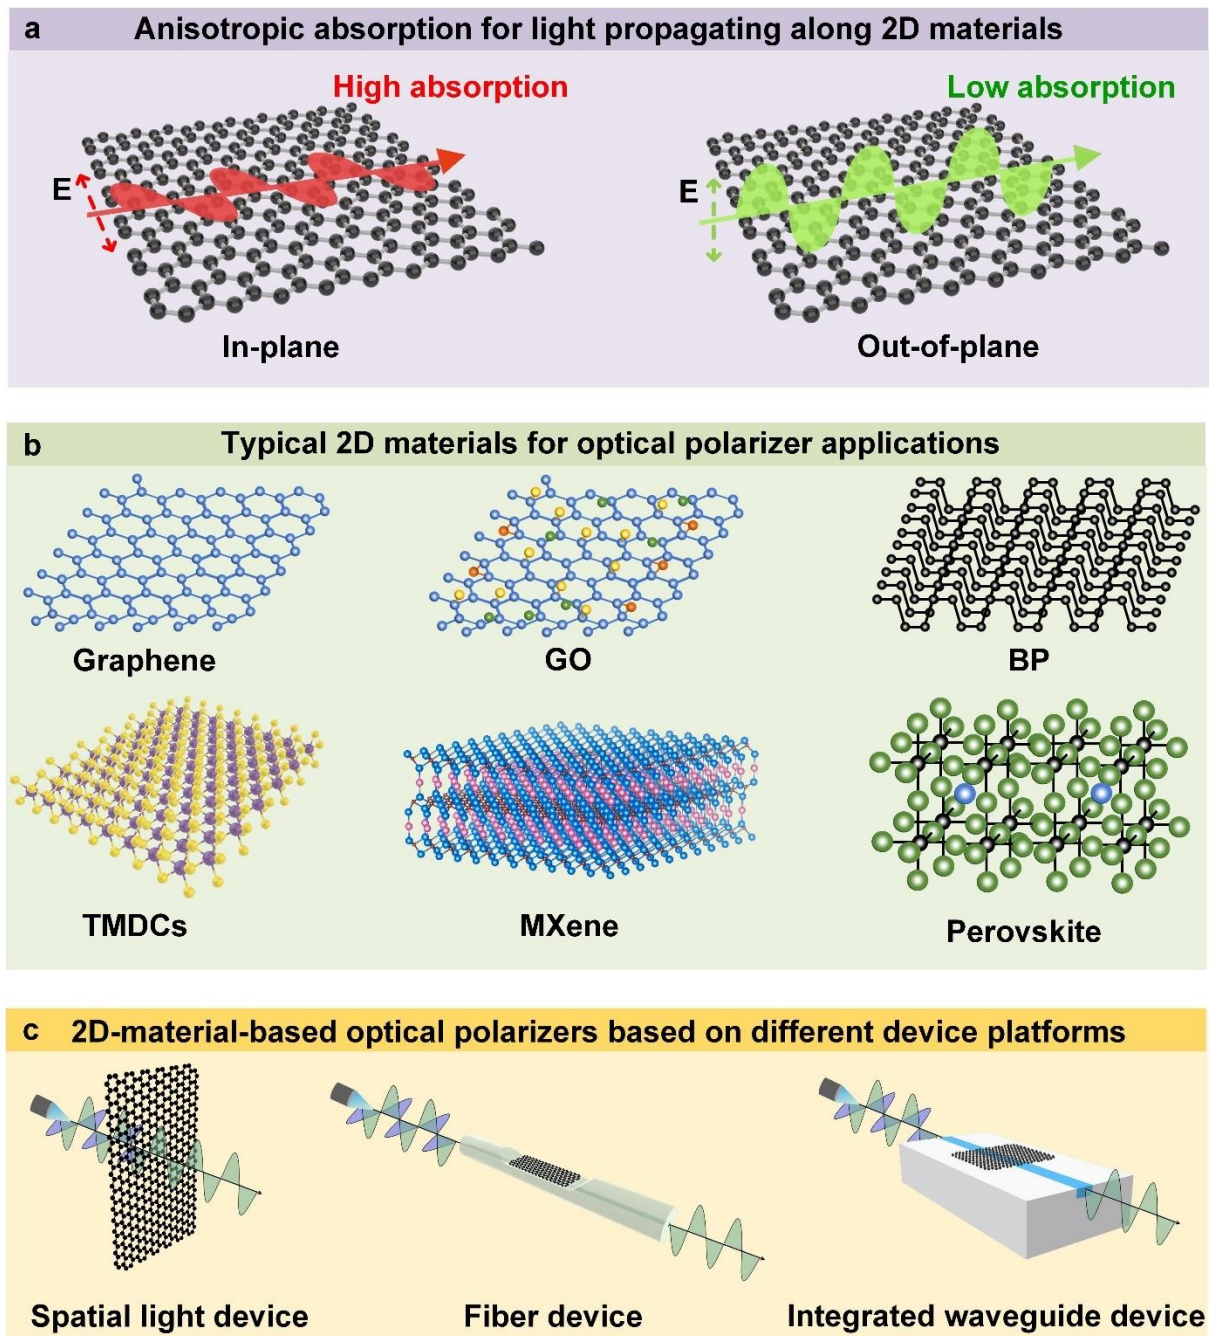 a Anisotropic absorption for light propagating along 2D materials
High absorption
Low absorption
E
E
In-plane
Out-of-plane
b Typical 2D materials for optical polarizer applications
Graphene
GO
BP
TMDCs
MXene
Perovskite
c 2D-material-based optical polarizers based on different device platforms
Spatial light device
Fiber device
Integrated waveguide device